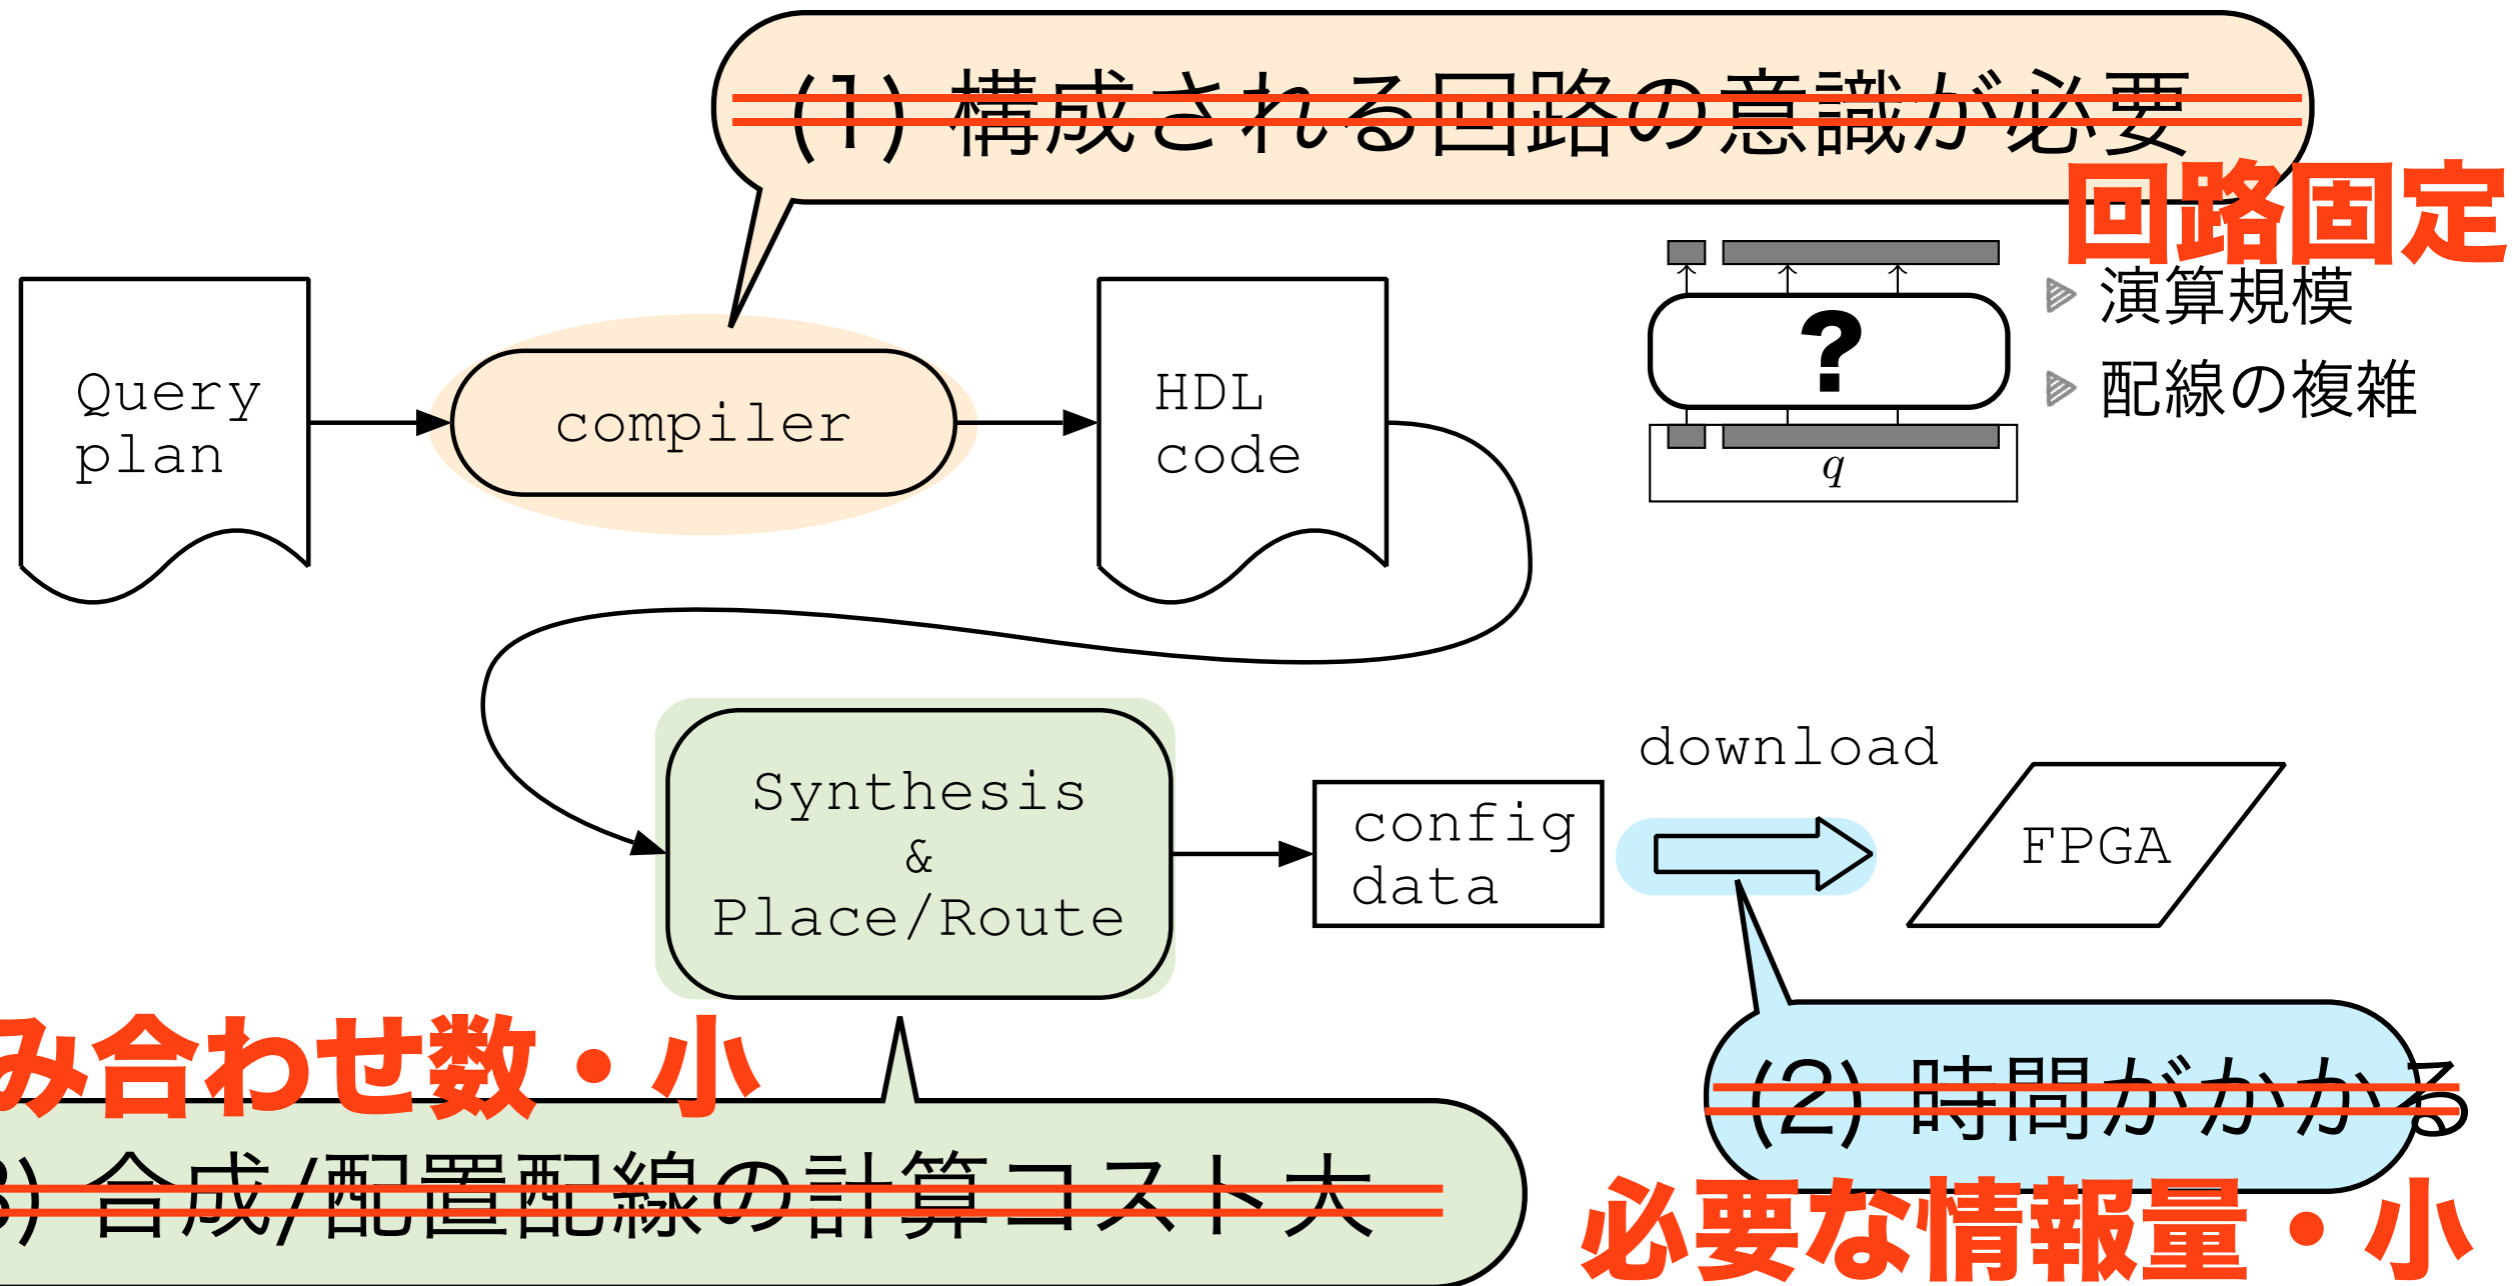 (1) 構成される回路の意識が必要
回路固定
演算規模
配線の複雑
?
q
Query
plan
compiler
HDL
code
download
Synthesis
&
Place/Route
config
data
FPGA
み合わせ数・小
3) 合成/配置配線の計算コスト大
(2) 時間がかかる
必要な情報量・小